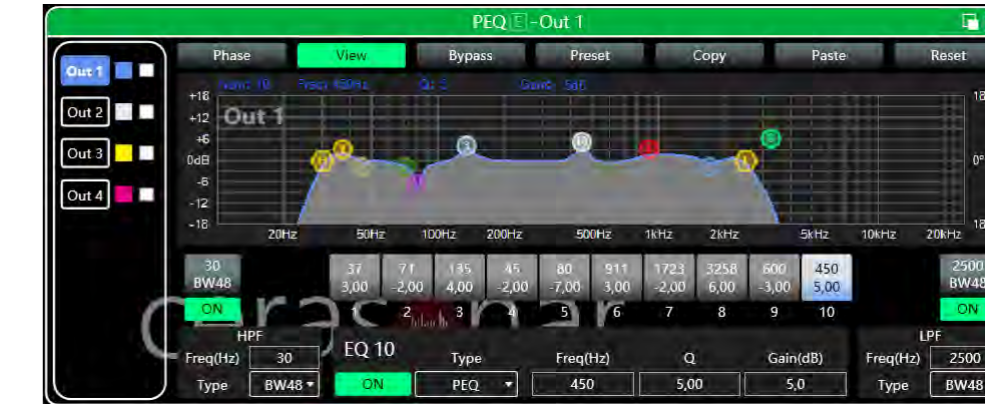 PEQ E -Out 1
Phase View Bypass Preset Copy Paste Reset
Out 1
Out 2
Out 3
Out 4
Out 1
+18
+12
+6
0dB
-6
-12
-18
18
0°
18
20Hz 50Hz 100Hz 200Hz 500Hz 1kHz 2kHz 5kHz 10kHz 20kHz
30 37 71 135 45 80 911 1723 3258 600 450 2500
BW48 3,00 -2,00 4,00 -2,00 -7,00 3,00 -2,00 6,00 -3,00 5,00 BW48
ON 1 2 3 4 5 6 7 8 9 10 ON
HPF
Freq(Hz) 30
Type BW48
EQ 10 Type Freq(Hz) Q Gain(dB)
ON PEQ 450 5,00 5,0
LPF
Freq(Hz) 2500
Type BW48